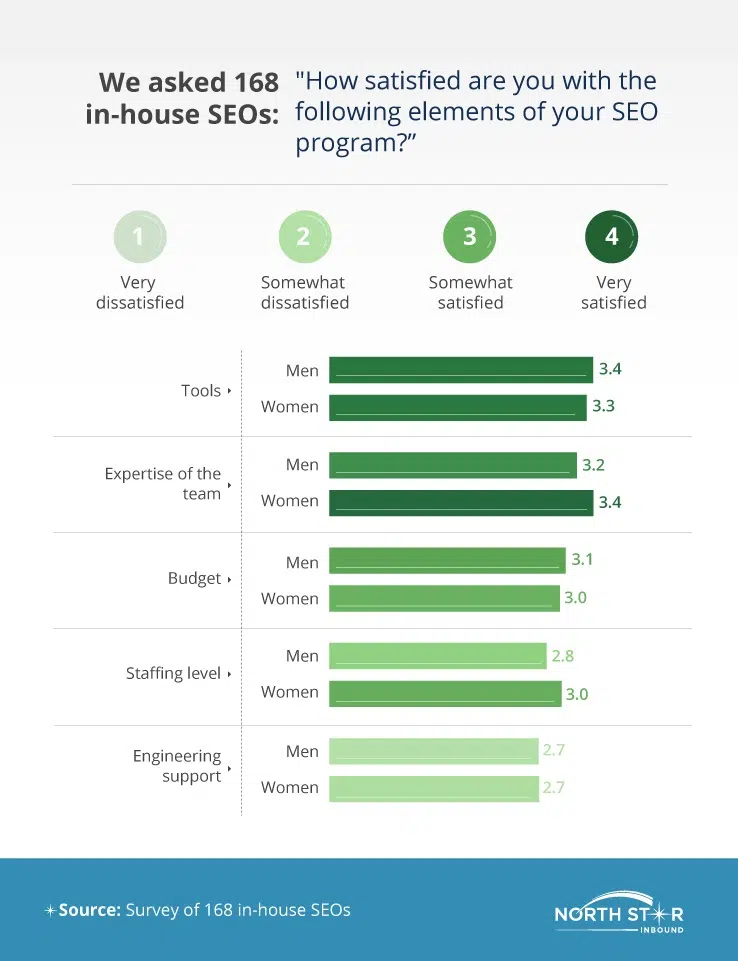 We asked 168
in-house SEOs:
"How satisfied are you with the
following elements of your SEO
program?”
1
Very
dissatisfied
2
Somewhat
dissatisfied
3
Somewhat
satisfied
4
Very
satisfied
Tools
Men
3.4
Women
3.3
Expertise of the
team
Men
3.2
Women
3.4
Budget
Men
3.1
Women
3.0
Staffing level
Men
2.8
Women
3.0
Engineering
support
Men
2.7
Women
2.7
Source: Survey of 168 in-house SEOs
NORTH STAR
INBOUND